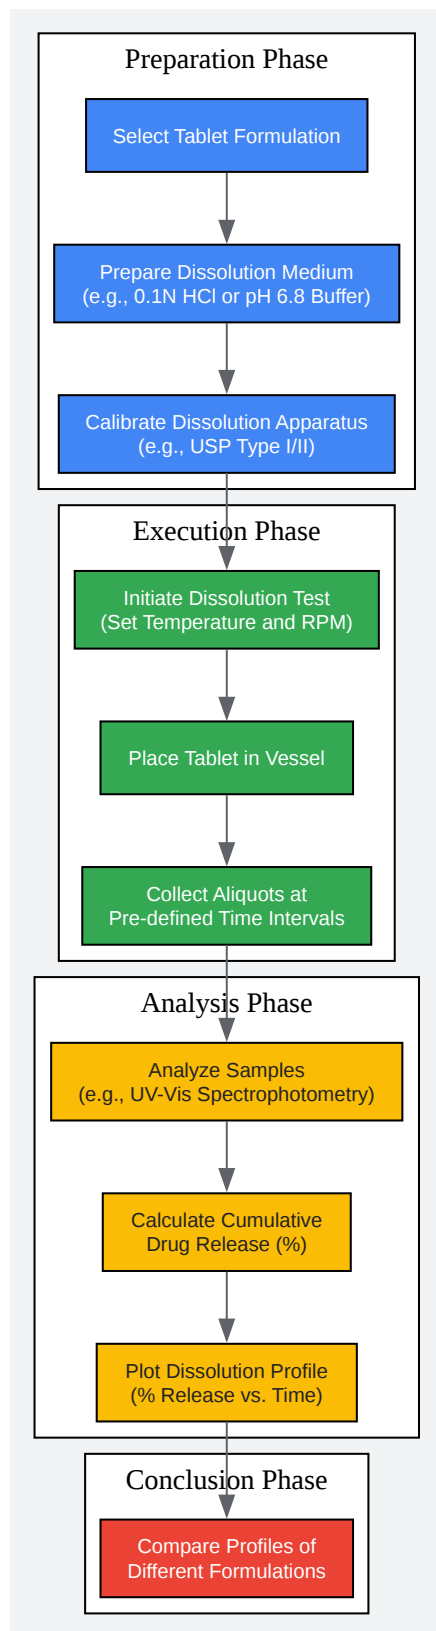 Preparation Phase
Select Tablet Formulation
Prepare Dissolution Medium
(e.g., 0.1N HCl or pH 6.8 Buffer)
Calibrate Dissolution Apparatus
(e.g., USP Type I/II)
Execution Phase
Initiate Dissolution Test
(Set Temperature and RPM)
Place Tablet in Vessel
Collect Aliquots at
Pre-defined Time Intervals
Analysis Phase
Analyze Samples
(e.g., UV-Vis Spectrophotometry)
Calculate Cumulative
Drug Release (%)
Plot Dissolution Profile
(% Release vs. Time)
Conclusion Phase
Compare Profiles of
Different Formulations